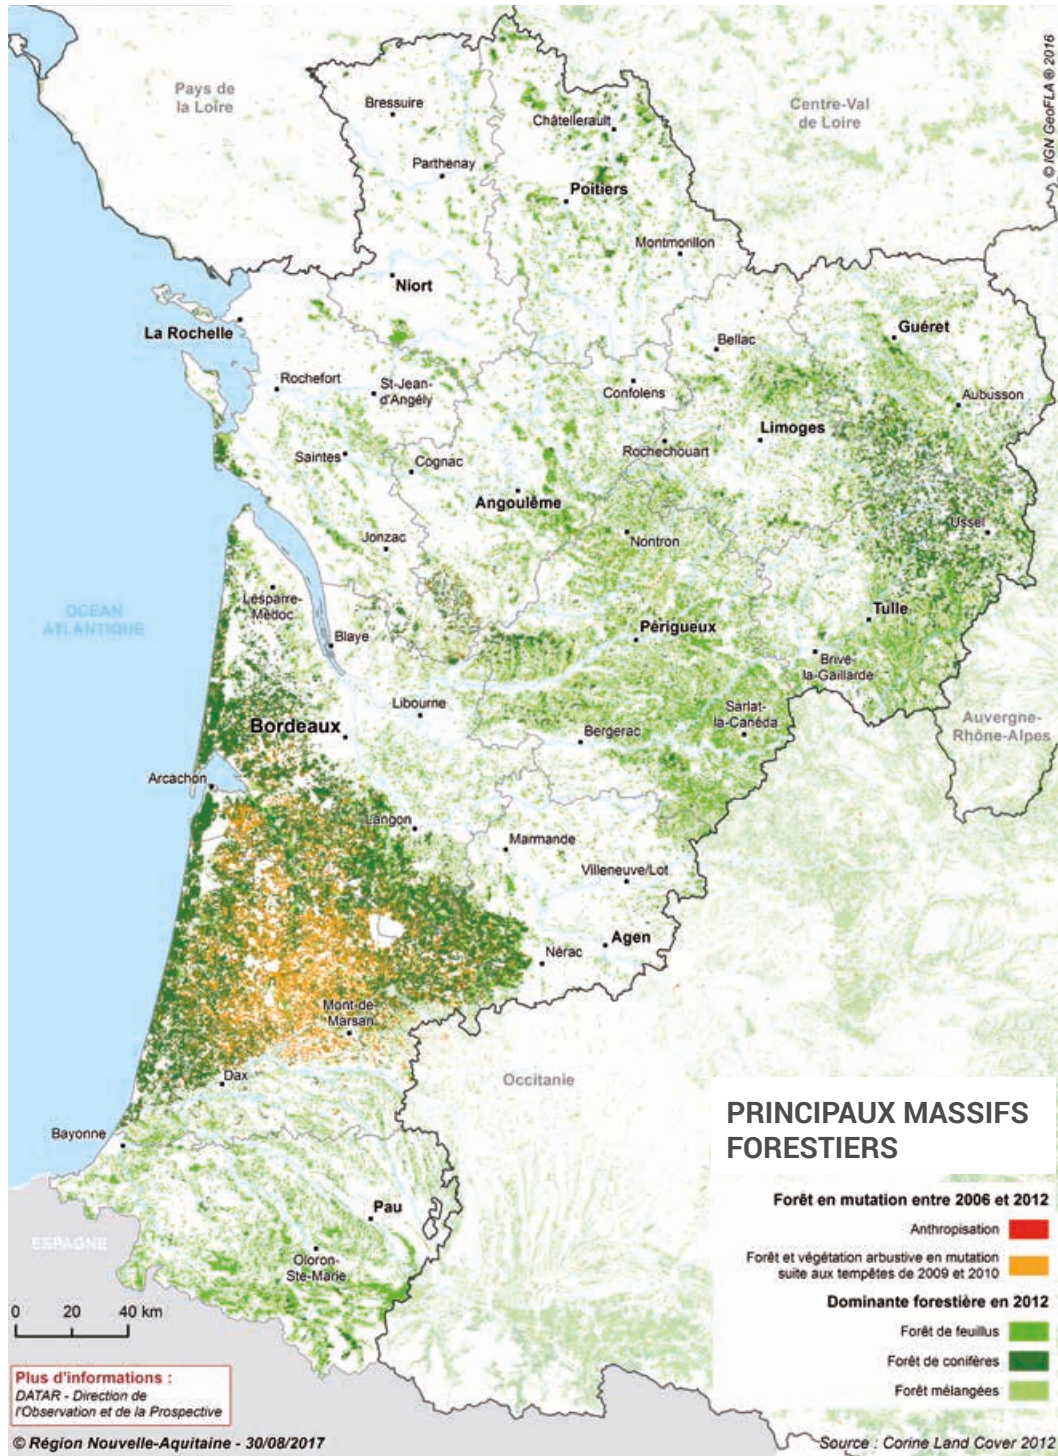 © IGN GeoFLA ® 2016
Pays de
la Loire
Centre-Val
de Loire
Bressuire
Châtellerault
Parthenay
Poitiers
Montmorillon
Niort
La Rochelle
Guéret
Bellac
Rochefort
St-Jean-
d'Angély
Confolens
Aubusson
Limoges
Saintes
Cognac
Rochechouart
Angoulême
Ussel
Jonzac
Nontron
Lesparre-
Médoc
OCEAN
ATLANTIQUE
Blaye
Périgueux
Tulle
Brive-
la-Gaillarde
Libourne
Sarlat-
la-Canéda
Bordeaux
Bergerac
Auvergne-
Rhône-Alpes
Arcachon
Langon
Marmande
Villeneuve/Lot
Agen
Nérac
Mont-de-
Marsan
Dax
Occitanie
Bayonne
Pau
ESPAGNE
Oloron-
Ste-Marie
0 20 40 km
PRINCIPAUX MASSIFS
FORESTIERS
Forêt en mutation entre 2006 et 2012
Anthropisation
Forêt et végétation arbustive en mutation
suite aux tempêtes de 2009 et 2010
Dominante forestière en 2012
Forêt de feuillus
Forêt de conifères
Forêt mélangées
Plus d'informations :
DATAR - Direction de
l'Observation et de la Prospective
© Région Nouvelle-Aquitaine - 30/08/2017
Source : Corine Land Cover 2012